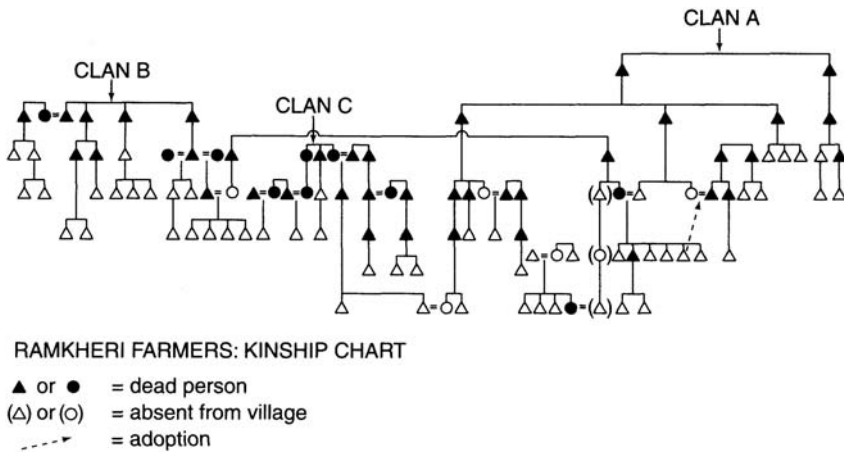 CLAN A
CLAN B
CLAN C
RAMKHERI FARMERS: KINSHIP CHART
▲ or ● = dead person
(△) or (○) = absent from village
= adoption